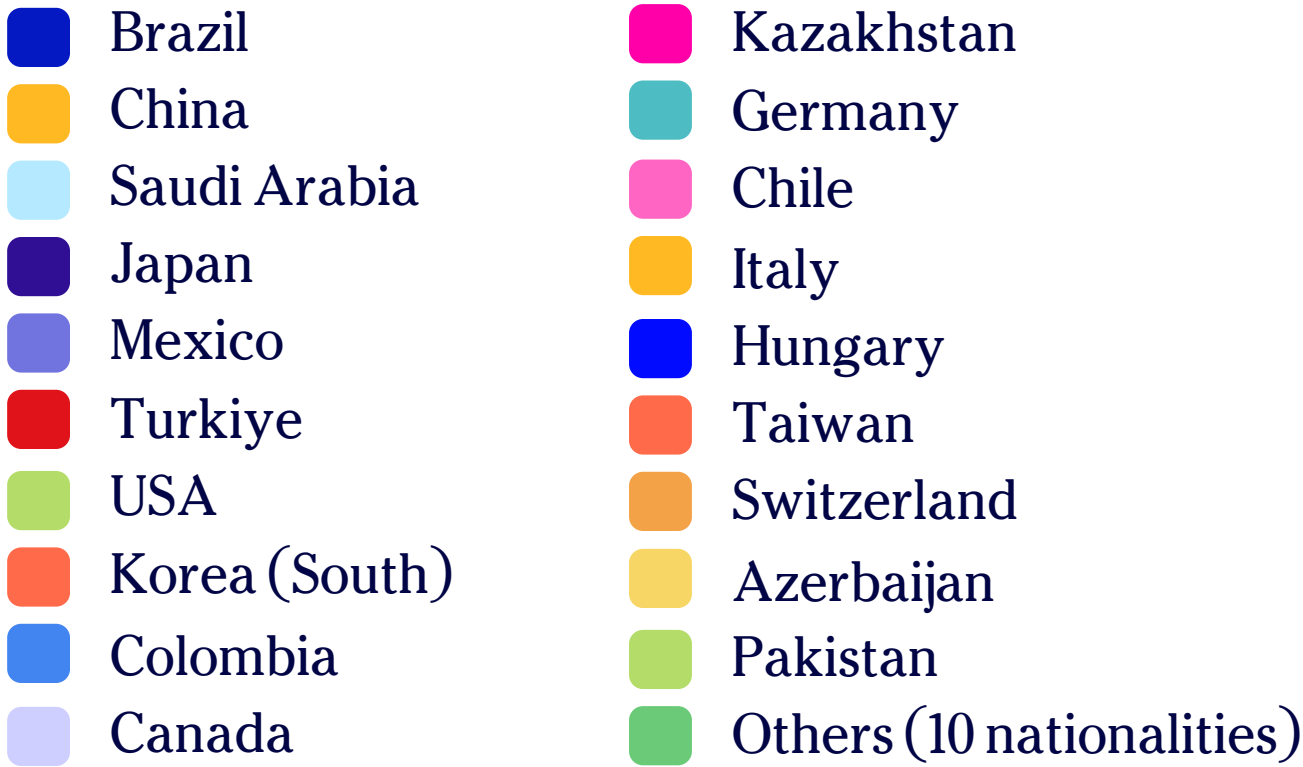 Brazil
China
Saudi Arabia
Japan
Mexico
Turkiye
USA
Korea (South)
Colombia
Canada
Kazakhstan
Germany
Chile
Italy
Hungary
Taiwan
Switzerland
Azerbaijan
Pakistan
Others (10 nationalities)